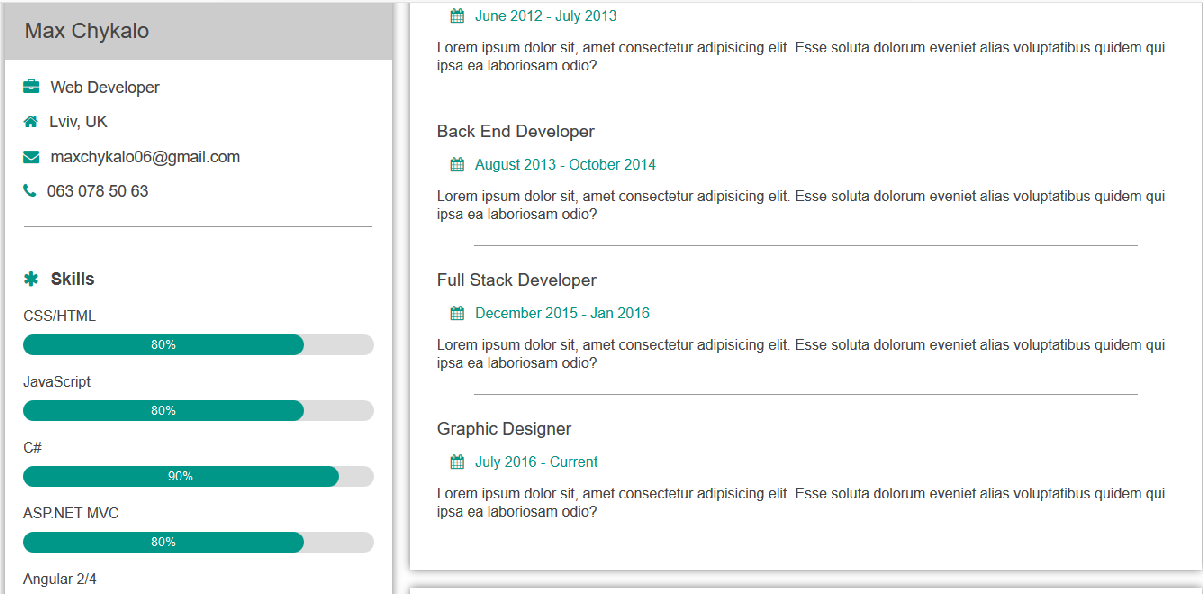 Max Chykalo
Web Developer
Lviv, UK
maxchykalo06@gmail.com
063 078 50 63
Skills
CSS/HTML
80%
JavaScript
80%
C#
90%
ASP.NET MVC
80%
Angular 2/4
June 2012 - July 2013
Lorem ipsum dolor sit, amet consectetur adipisicing elit. Esse soluta dolorum eveniet alias voluptatibus quidem qui
ipsa ea laboriosam odio?
Back End Developer
August 2013 - October 2014
Lorem ipsum dolor sit, amet consectetur adipisicing elit. Esse soluta dolorum eveniet alias voluptatibus quidem qui
ipsa ea laboriosam odio?
Full Stack Developer
December 2015 - Jan 2016
Lorem ipsum dolor sit, amet consectetur adipisicing elit. Esse soluta dolorum eveniet alias voluptatibus quidem qui
ipsa ea laboriosam odio?
Graphic Designer
July 2016 - Current
Lorem ipsum dolor sit, amet consectetur adipisicing elit. Esse soluta dolorum eveniet alias voluptatibus quidem qui
ipsa ea laboriosam odio?